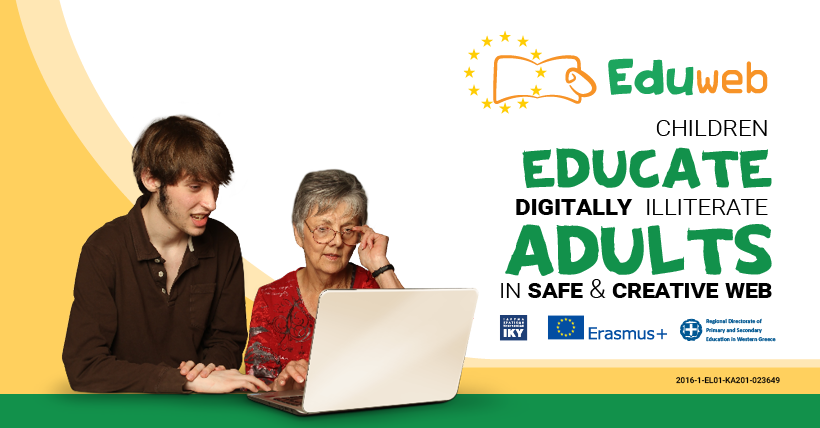 Eduweb
CHILDREN
EDUCATE
DIGITALLY ILLITERATE
ADULTS
IN SAFE & CREATIVE WEB
IKY
Erasmus+
Regional Directorate of
Primary and Secondary
Education in Western Greece
2016-1-EL01-KA201-023649